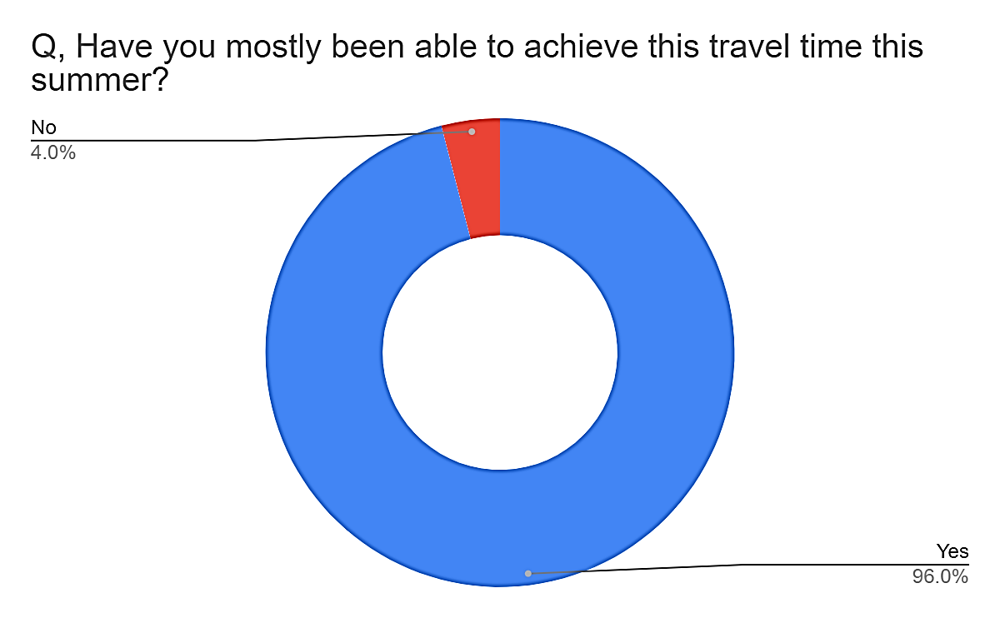 Q, Have you mostly been able to achieve this travel time this
summer?
No
4.0%
Yes
96.0%